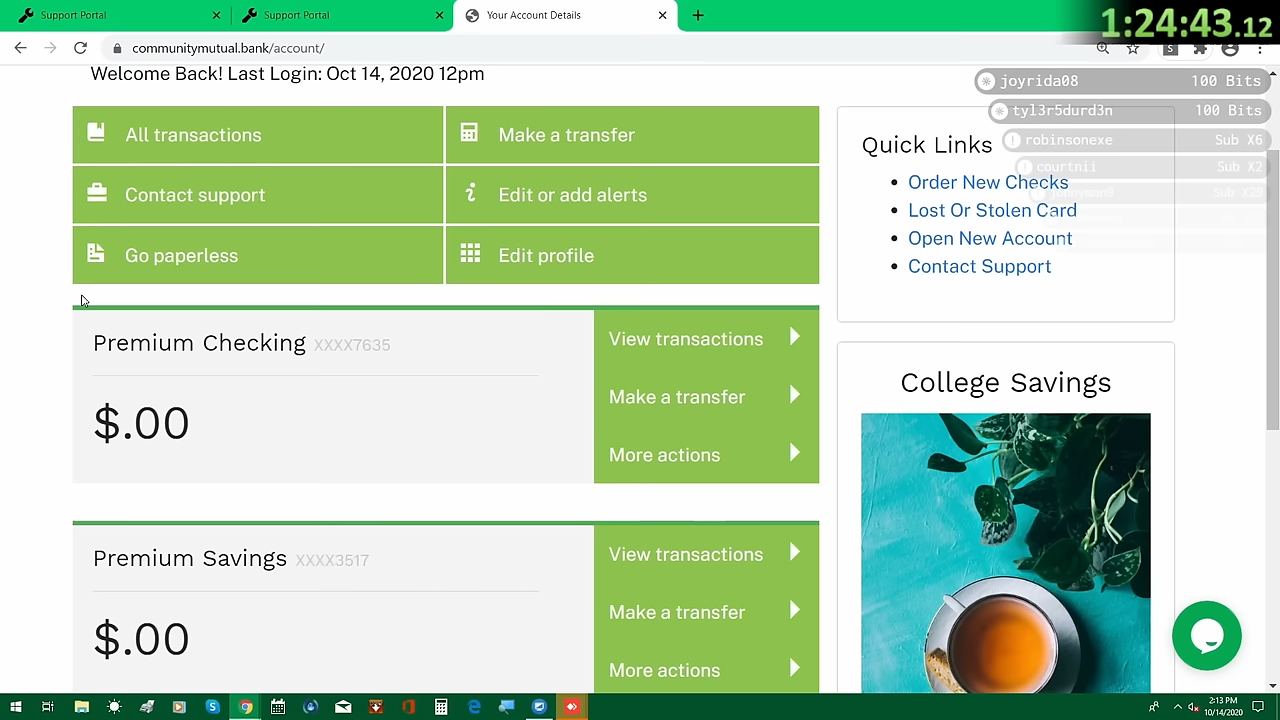 Support Portal
Support Portal
Your Account Details
1:24:43.12
communitymutual.bank/account/
Welcome Back! Last Login: Oct 14, 2020 12pm
joyrida08 100 Bits
tyl3r5durd3n 100 Bits
robinsonexe Sub X6
courtnii Sub X2
All transactions
Make a transfer
Contact support
Edit or add alerts
Go paperless
Edit profile
Quick Links
Order New Checks
Lost Or Stolen Card
Open New Account
Contact Support
Premium Checking XXXX7635
$.00
View transactions
Make a transfer
More actions
Premium Savings XXXX3517
$.00
View transactions
Make a transfer
More actions
College Savings
2:13 PM
10/14/2020